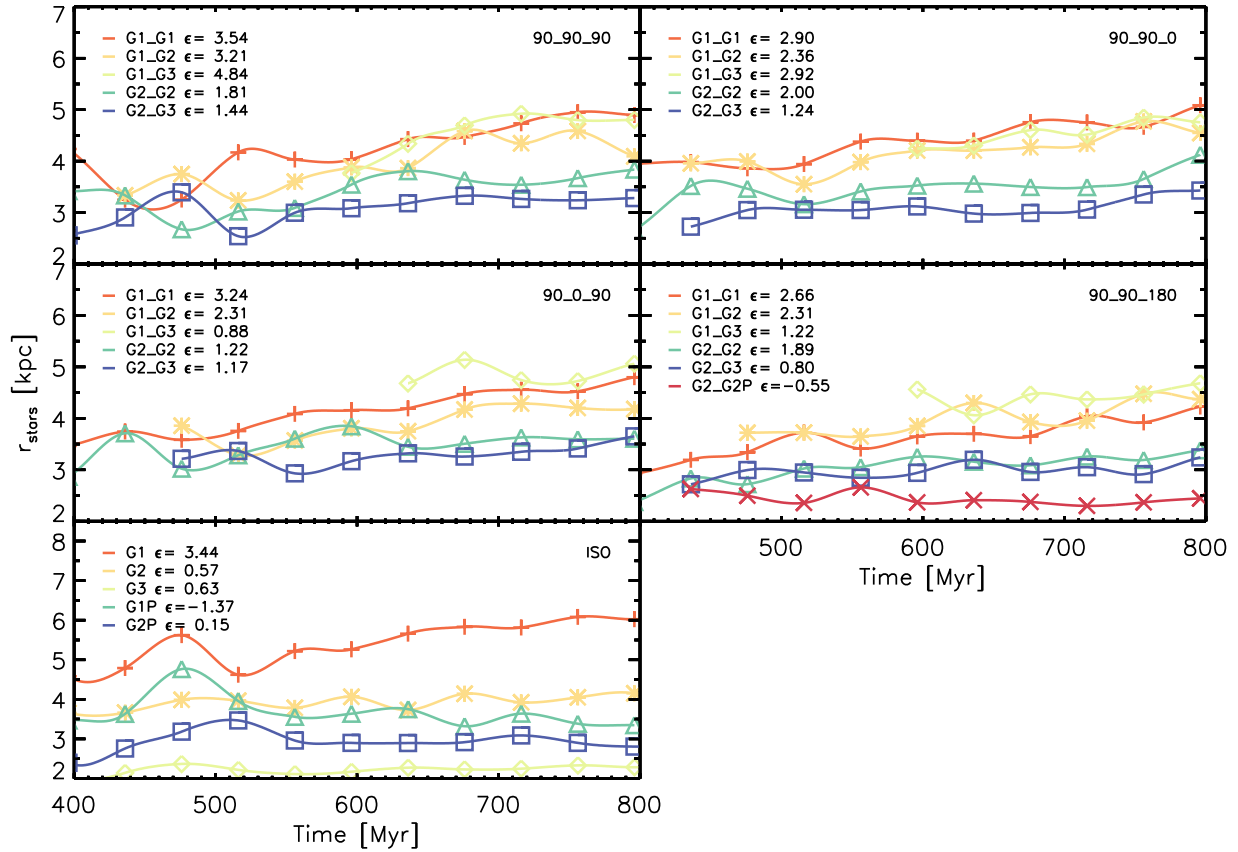 7
6
5
4
3
2
G1_G1 ϵ= 3.54
G1_G2 ϵ= 3.21
G1_G3 ϵ= 4.84
G2_G2 ϵ= 1.81
G2_G3 ϵ= 1.44
90_90_90
G1_G1 ϵ= 2.90
G1_G2 ϵ= 2.36
G1_G3 ϵ= 2.92
G2_G2 ϵ= 2.00
G2_G3 ϵ= 1.24
90_90_0
7
6
5
4
3
2
G1_G1 ϵ= 3.24
G1_G2 ϵ= 2.31
G1_G3 ϵ= 0.88
G2_G2 ϵ= 1.22
G2_G3 ϵ= 1.17
90_0_90
G1_G1 ϵ= 2.66
G1_G2 ϵ= 2.31
G1_G3 ϵ= 1.22
G2_G2 ϵ= 1.89
G2_G3 ϵ= 0.80
G2_G2P ϵ=−0.55
90_90_180
500 600 700 800
Time [Myr]
r_stars [kpc]
8
7
6
5
4
3
2
G1 ϵ= 3.44
G2 ϵ= 0.57
G3 ϵ= 0.63
G1P ϵ=−1.37
G2P ϵ= 0.15
ISO
400 500 600 700 800
Time [Myr]